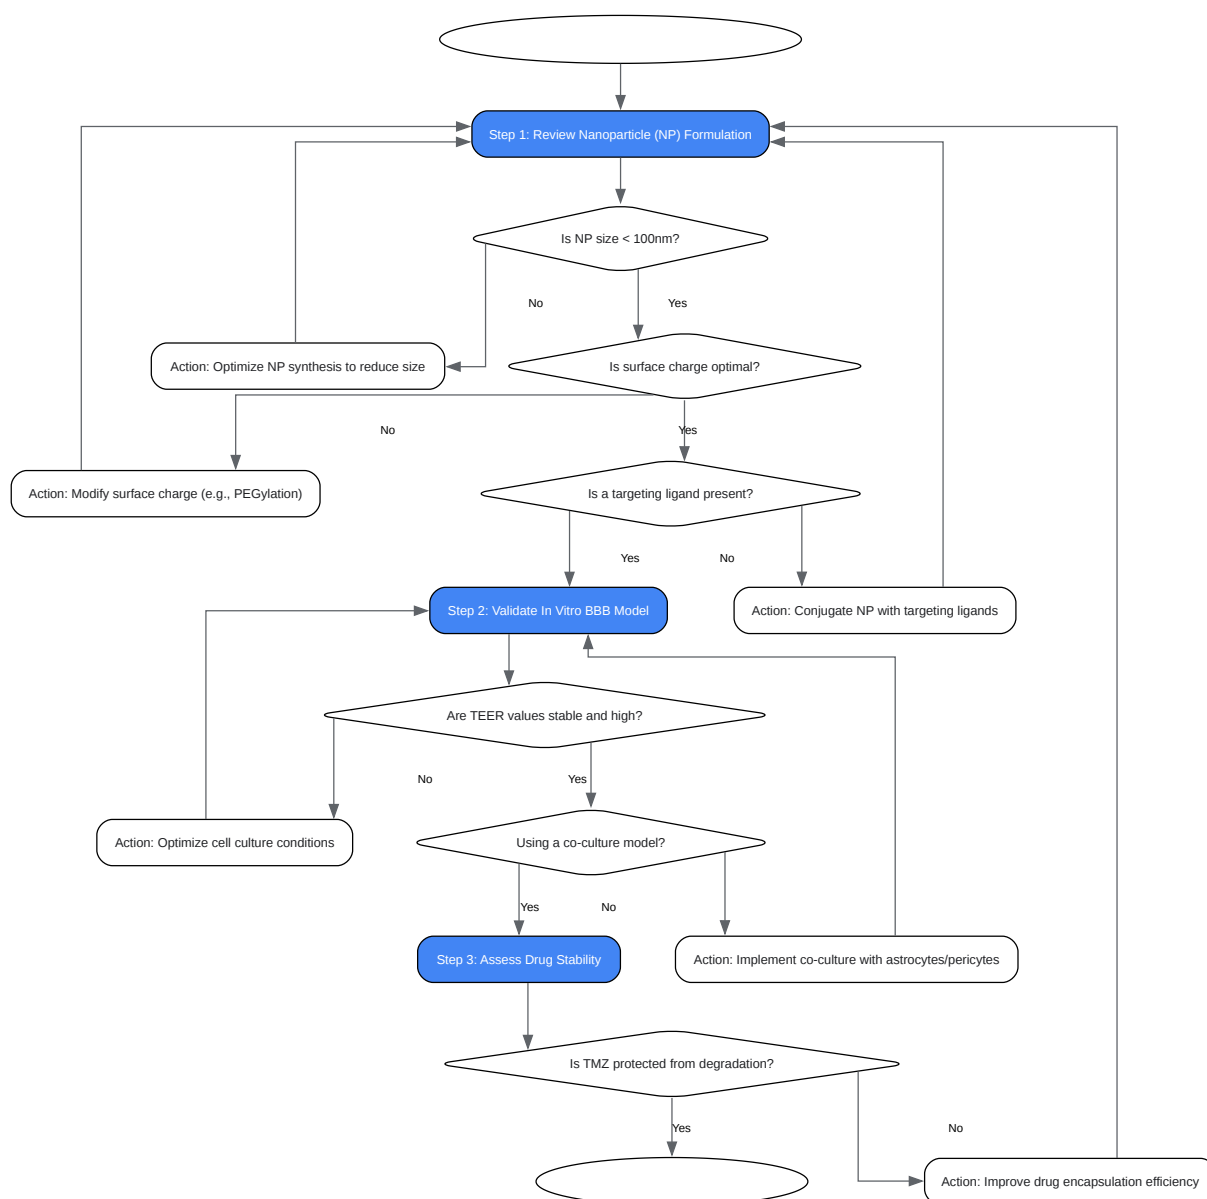 Step 1: Review Nanoparticle (NP) Formulation
Is NP size < 100nm?
No
Yes
Action: Optimize NP synthesis to reduce size
Is surface charge optimal?
No
Yes
Action: Modify surface charge (e.g., PEGylation)
Is a targeting ligand present?
Yes
No
Step 2: Validate In Vitro BBB Model
Action: Conjugate NP with targeting ligands
Are TEER values stable and high?
No
Yes
Action: Optimize cell culture conditions
Using a co-culture model?
Yes
No
Step 3: Assess Drug Stability
Action: Implement co-culture with astrocytes/pericytes
Is TMZ protected from degradation?
Yes
No
Action: Improve drug encapsulation efficiency